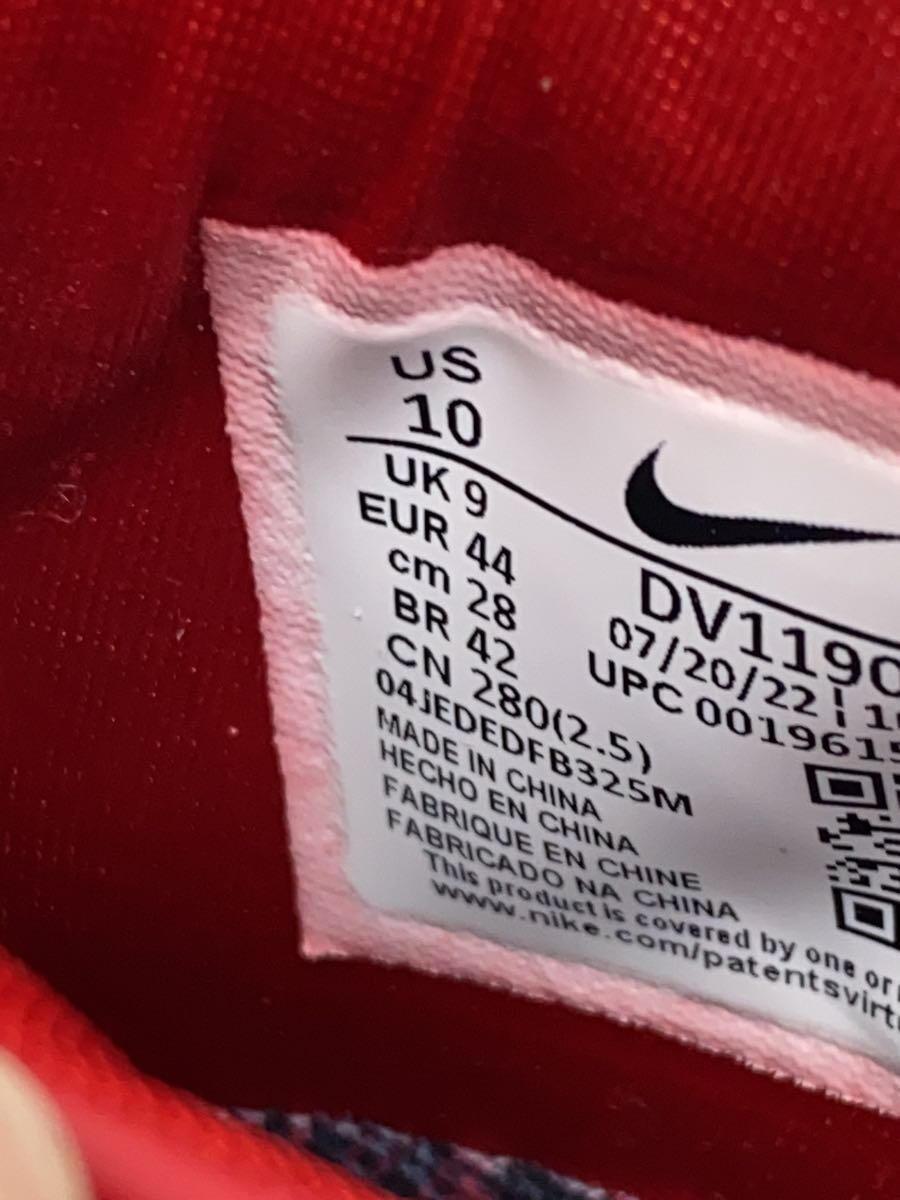 US
10
UK 9
EUR 44
cm 28
BR 42
CN 280(2.5)
04JEDEDFB325M
MADE IN CHINA
HECHO EN CHINA
FABRIQUE EN CHINE
FABRICADO NA CHINA
This product is covered by one or
www.nike.com/patentsvirt
DV1190
07/20/22 ¦ 1
UPC 0019615